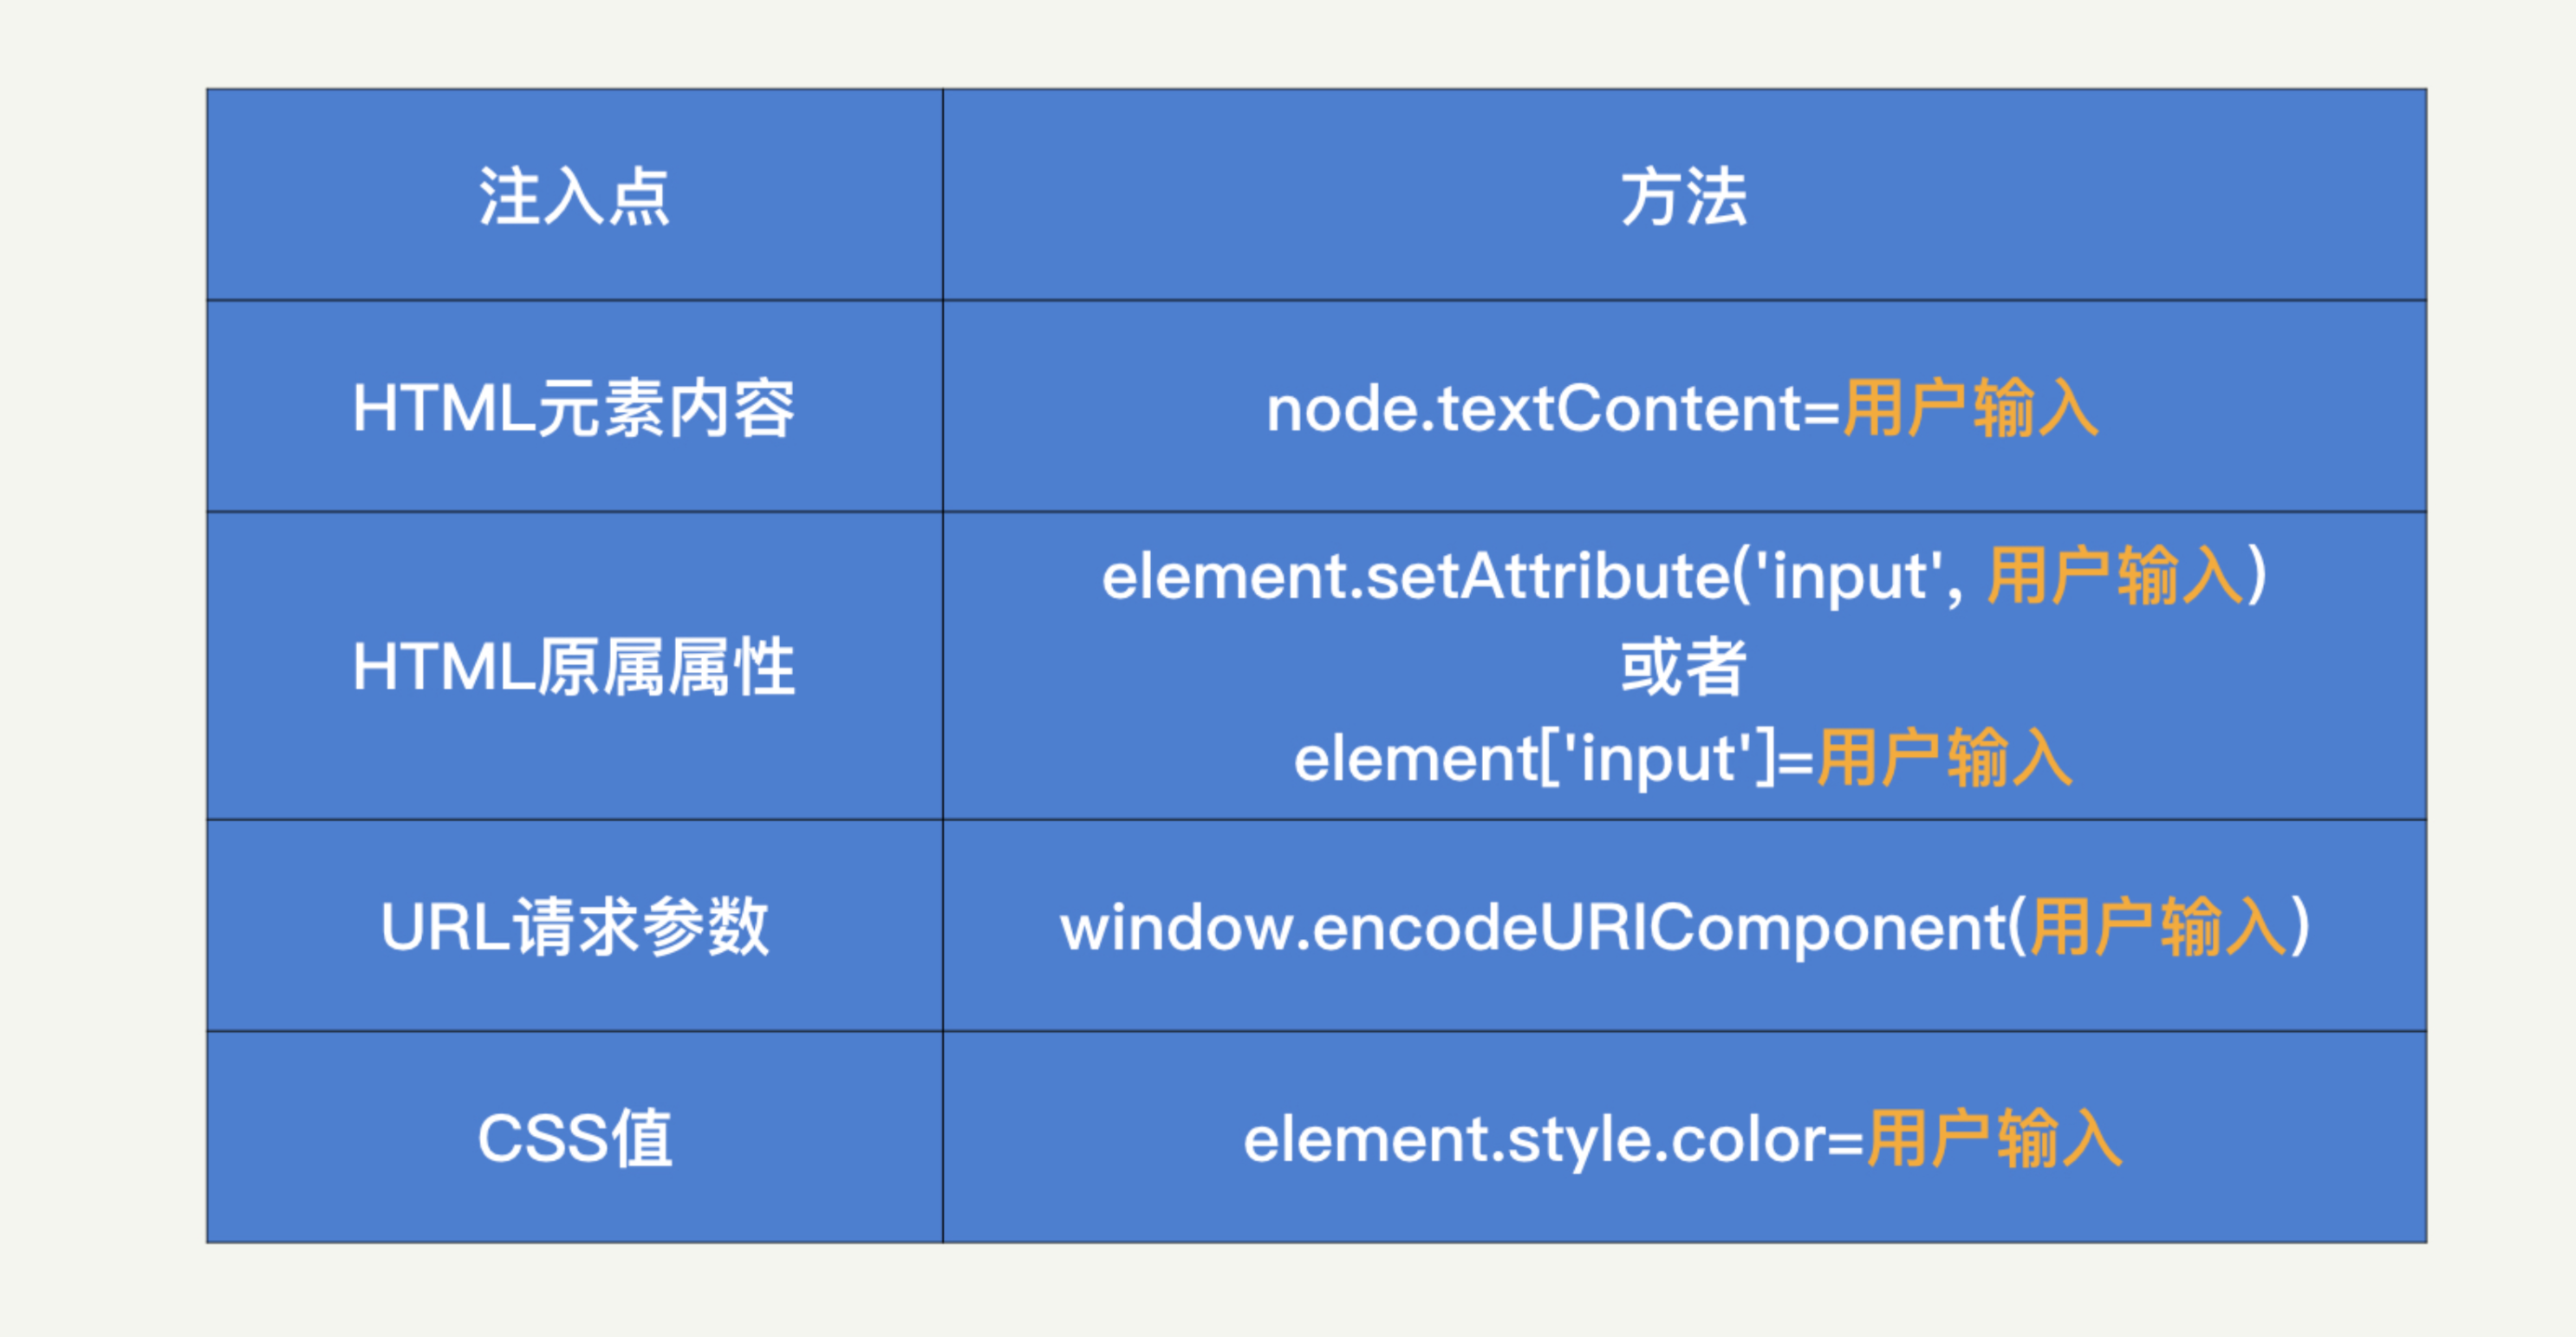 注入点
方法
HTML元素内容
node.textContent=用户输入
HTML原属属性
element.setAttribute('input', 用户输入)
或者
element['input']=用户输入
URL请求参数
window.encodeURIComponent(用户输入)
CSS值
element.style.color=用户输入